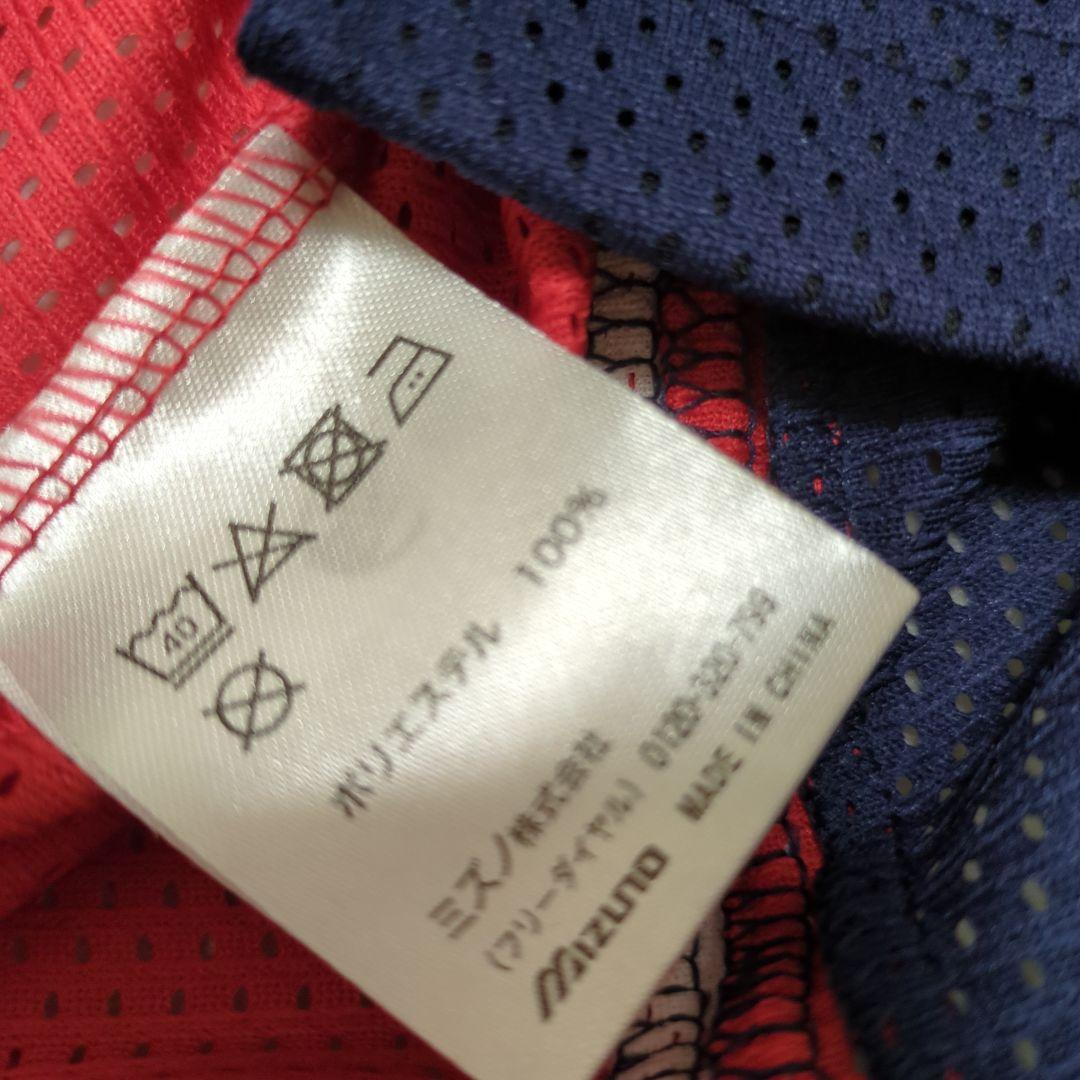 40
ポリエステル 100%
ミズノ株式会社
(フリーダイヤル) 0120-320-799
Mizuno MADE IN CHINA